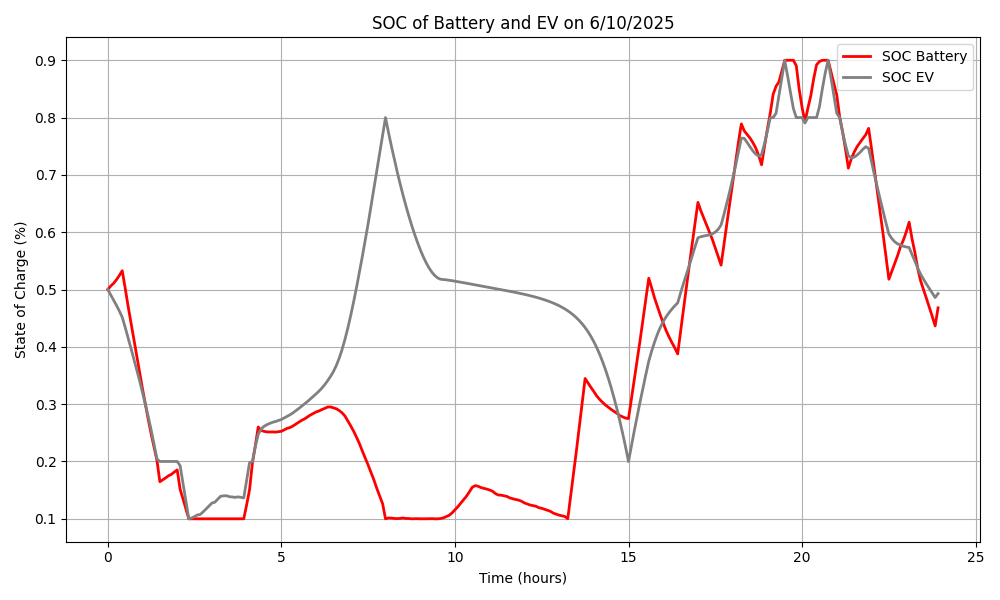 SOC of Battery and EV on 6/10/2025
SOC Battery
SOC EV
State of Charge (%)
0.9
0.8
0.7
0.6
0.5
0.4
0.3
0.2
0.1
0 5 10 15 20 25
Time (hours)